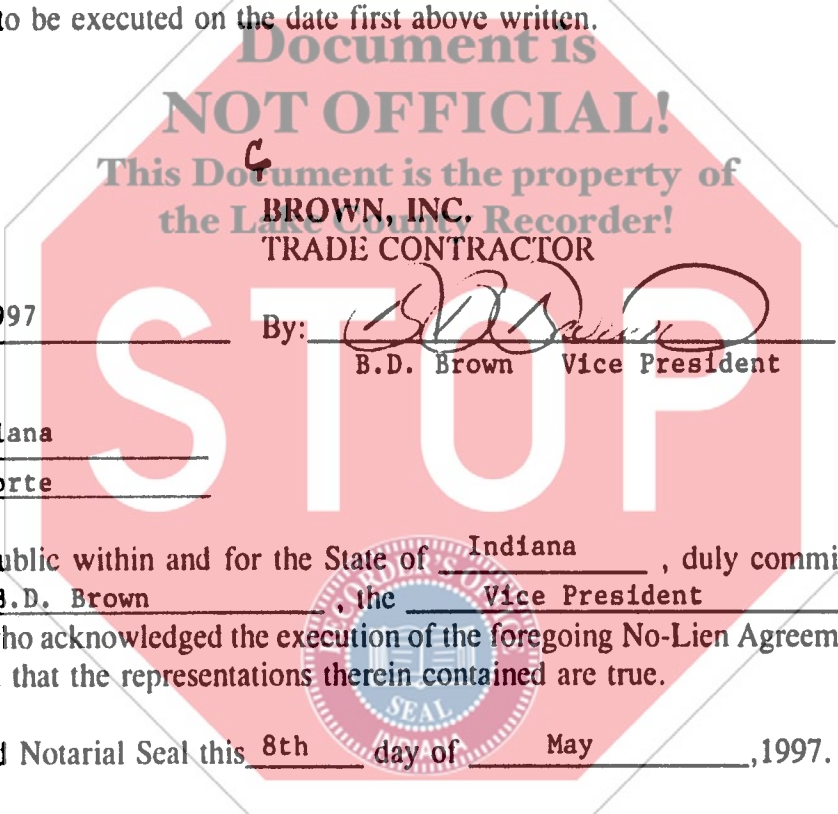 to be executed on the date first above written.
Document is
NOT OFFICIAL!
This Document is the property of
the Lake County Recorder!
BROWN, INC.
TRADE CONTRACTOR
997
By:
B.D. Brown Vice President
STOP
iana
orte
ublic within and for the State of Indiana , duly commi
B.D. Brown , the Vice President
ho acknowledged the execution of the foregoing No-Lien Agreem
that the representations therein contained are true.
RECORDER'S OFFICE
SEAL
INDIANA
d Notarial Seal this 8th day of May ,1997.